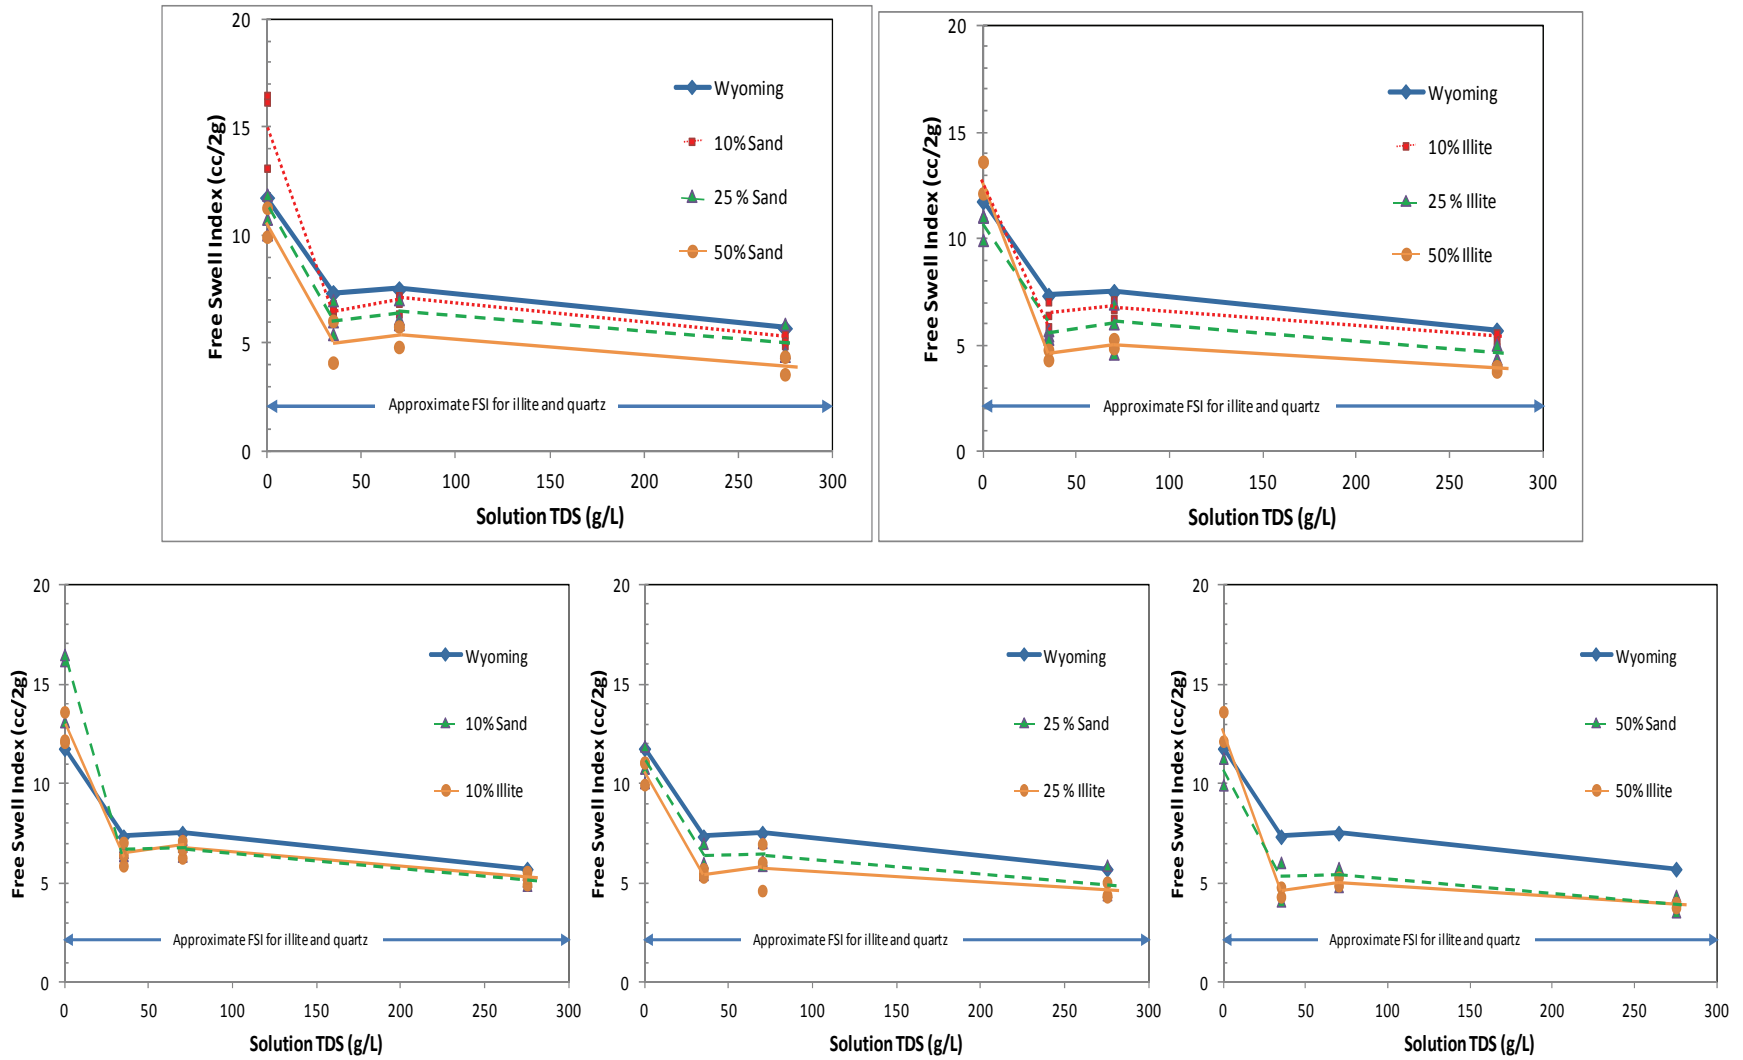 20
15
10
5
0
Free Swell Index (cc/2g)
Wyoming
10% Sand
25 % Sand
50% Sand
Approximate FSI for illite and quartz
0 50 100 150 200 250 300
Solution TDS (g/L)
20
15
10
5
0
Free Swell Index (cc/2g)
Wyoming
10% Illite
25 % Illite
50% Illite
Approximate FSI for illite and quartz
0 50 100 150 200 250 300
Solution TDS (g/L)
20
15
10
5
0
Free Swell Index (cc/2g)
Wyoming
10% Sand
10% Illite
Approximate FSI for illite and quartz
0 50 100 150 200 250 300
Solution TDS (g/L)
20
15
10
5
0
Free Swell Index (cc/2g)
Wyoming
25 % Sand
25 % Illite
Approximate FSI for illite and quartz
0 50 100 150 200 250 300
Solution TDS (g/L)
20
15
10
5
0
Free Swell Index (cc/2g)
Wyoming
50% Sand
50% Illite
Approximate FSI for illite and quartz
0 50 100 150 200 250 300
Solution TDS (g/L)